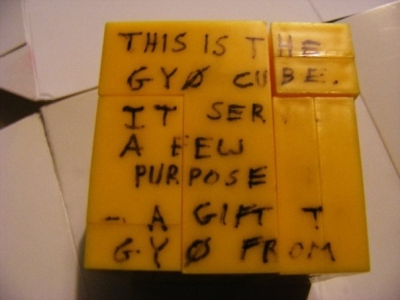 THIS IS THE
GYØ CUBE.
IT SER
A FEW
PURPOSE
- A GIFT T
GYØ FROM